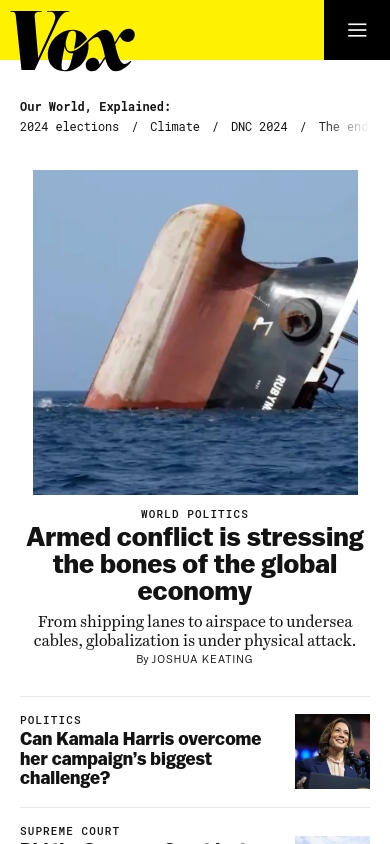 Vox
Our World, Explained:
2024 elections / Climate / DNC 2024 / The end
RUBYM
WORLD POLITICS
Armed conflict is stressing
the bones of the global
economy
From shipping lanes to airspace to undersea
cables, globalization is under physical attack.
By JOSHUA KEATING
POLITICS
Can Kamala Harris overcome
her campaign’s biggest
challenge?
SUPREME COURT